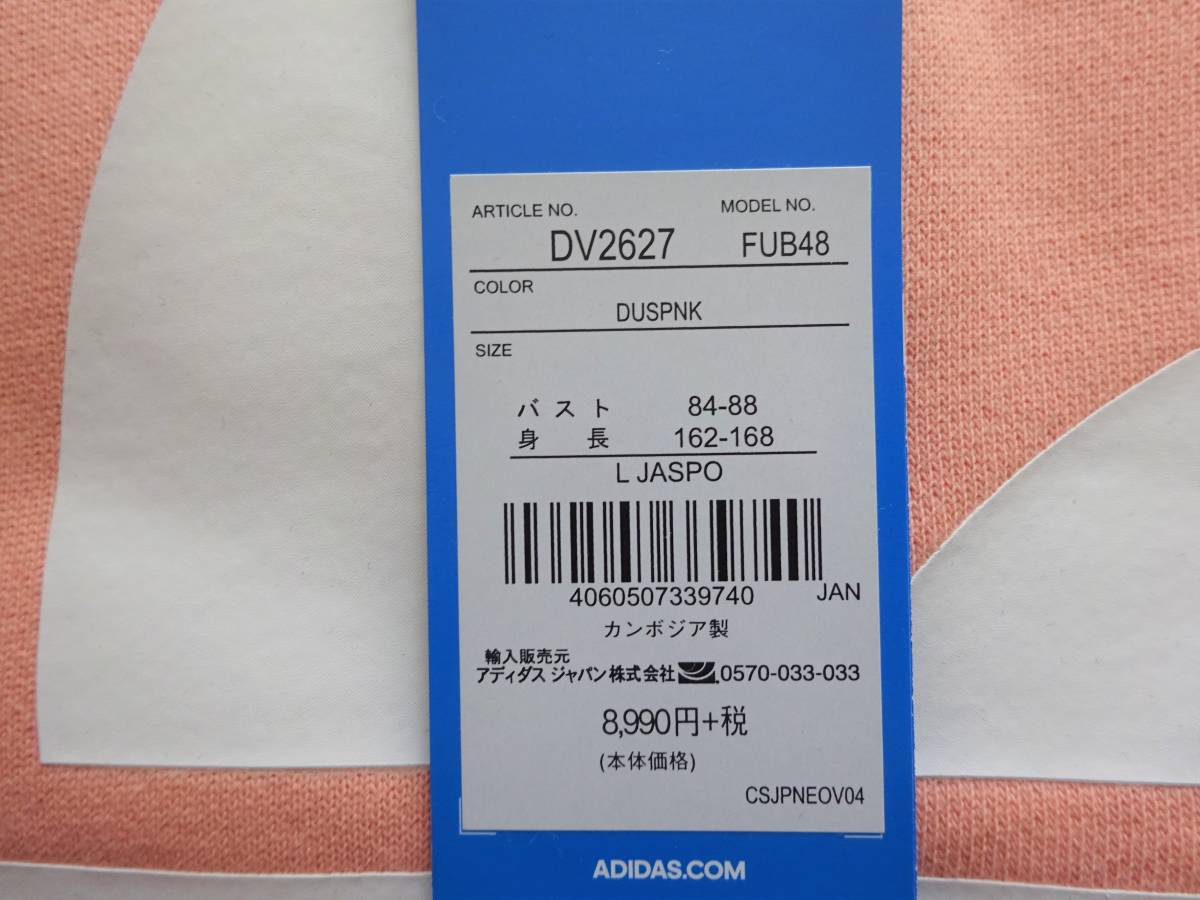 ARTICLE NO. MODEL NO.
DV2627 FUB48
COLOR
DUSPNK
SIZE
バスト 84-88
身長 162-168
L JASPO
4060507339740 JAN
カンボジア製
輸入販売元
アディダス ジャパン株式会社 0570-033-033
8,990円+税
(本体価格)
CSJPNEOV04
ADIDAS.COM